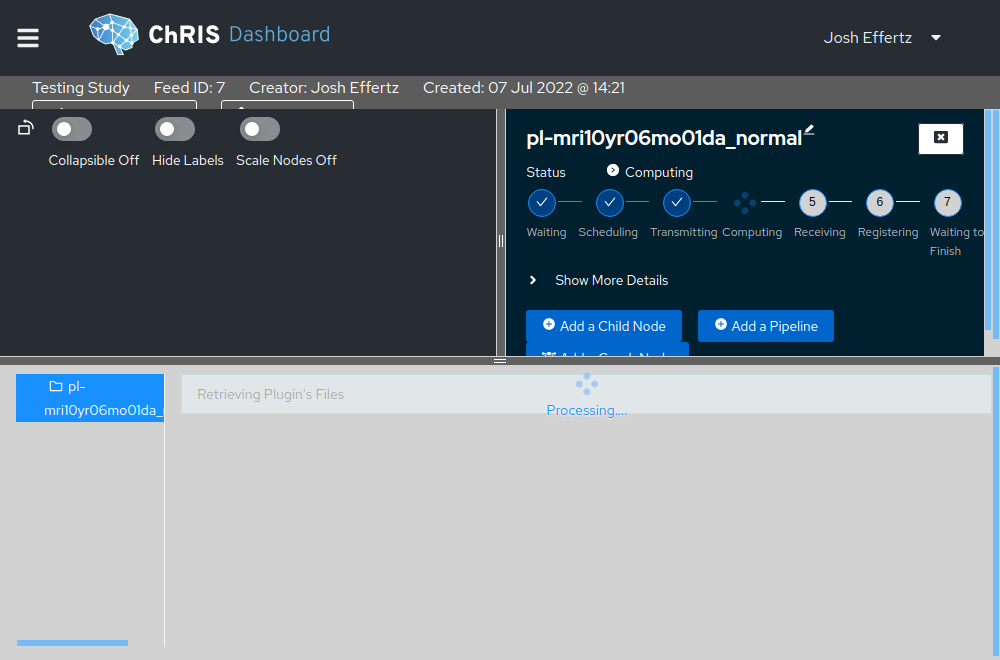 ChRIS Dashboard
Josh Effertz
Testing Study Feed ID: 7 Creator: Josh Effertz Created: 07 Jul 2022 @ 14:21
Collapsible Off Hide Labels Scale Nodes Off
pl-mri10yr06mo01da_normal
Status Computing
5 6 7
Waiting Scheduling Transmitting Computing Receiving Registering Waiting to
Finish
Show More Details
Add a Child Node Add a Pipeline
pl-
mri10yr06mo01da_
Retrieving Plugin's Files
Processing....